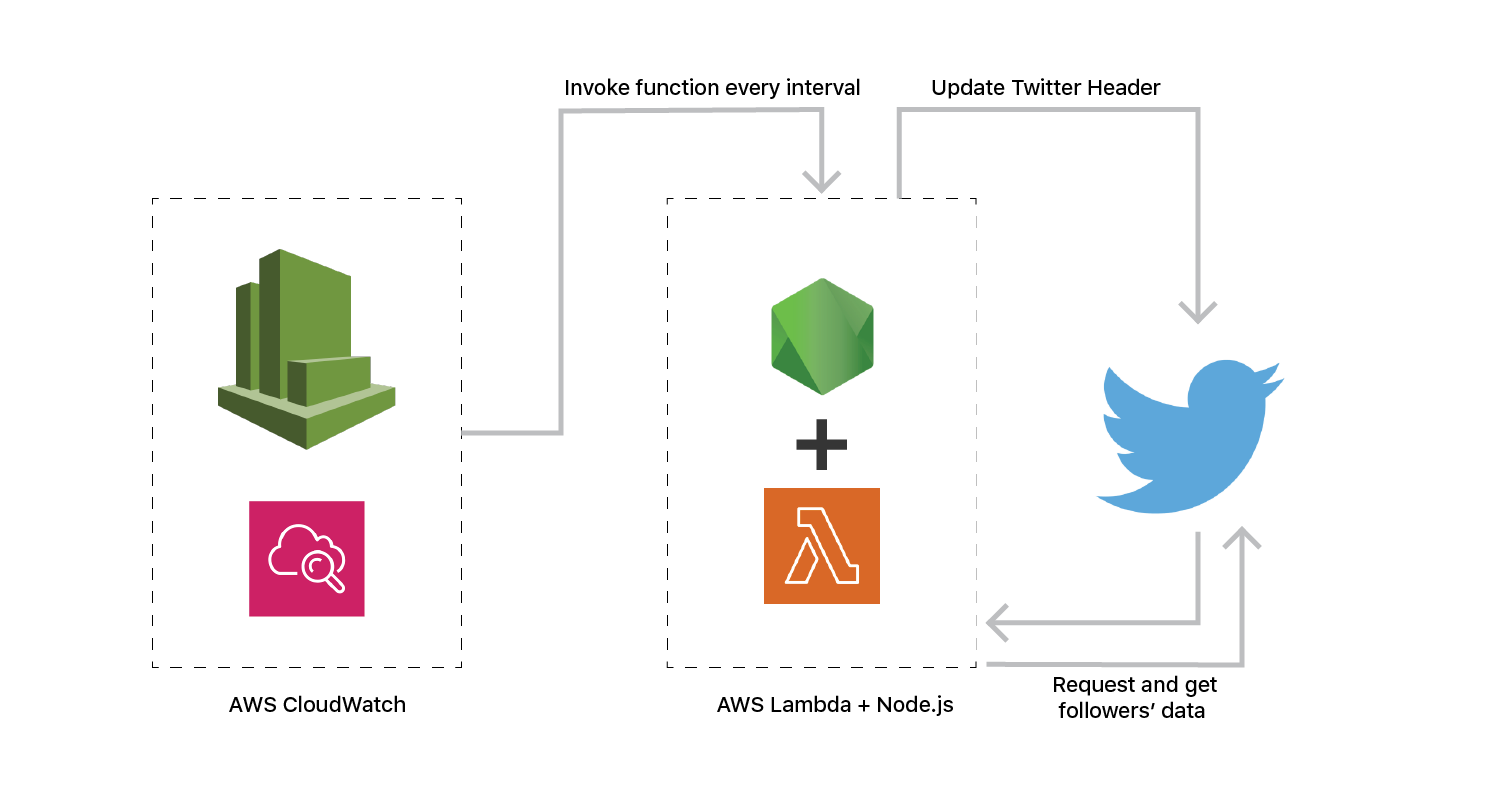 Invoke function every interval
Update Twitter Header
AWS CloudWatch
AWS Lambda + Node.js
Request and get
followers’ data